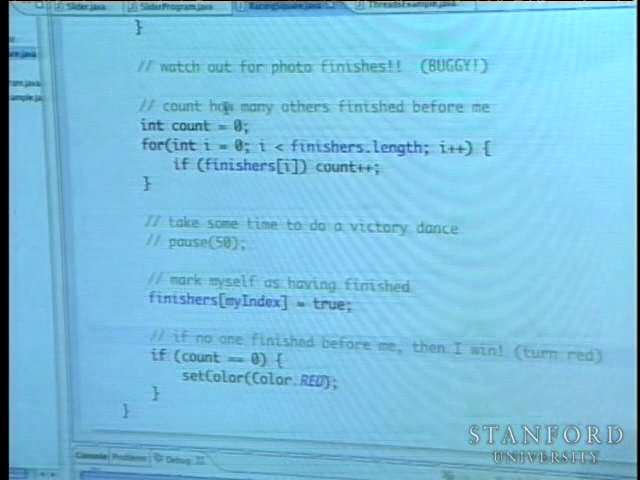 Slider.java SliderProgram.java RacingSquare.java ThreadsExample.java
}
// watch out for photo finishes!! (BUGGY!)
// count how many others finished before me
int count = 0;
for(int i = 0; i < finishers.length; i++) {
if (finishers[i]) count++;
}
// take some time to do a victory dance
// pause(50);
// mark myself as having finished
finishers[myIndex] = true;
// if no one finished before me, then I win! (turn red)
if (count == 0) {
setColor(Color.RED);
}
}
Console Problems Debug
STANFORD
UNIVERSITY